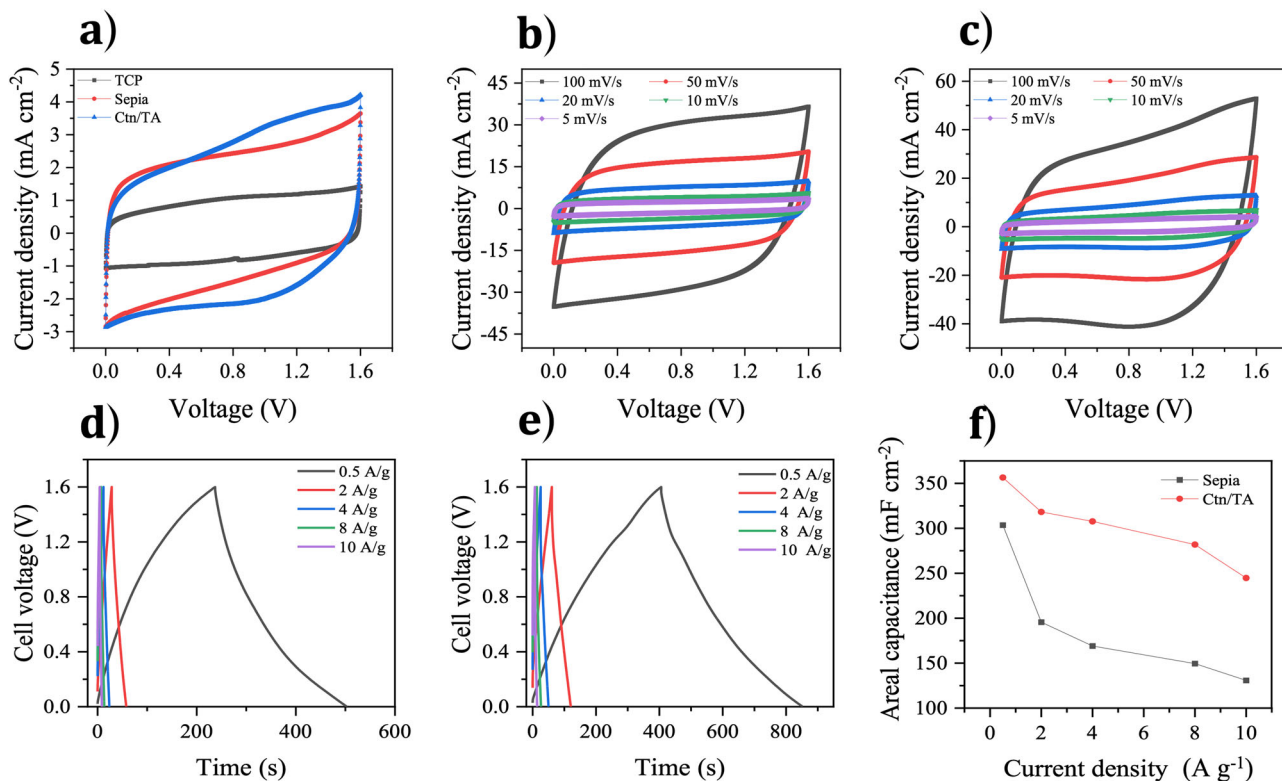 a)
5
4
3
2
1
0
-1
-2
-3
TCP
Sepia
Ctn/TA
0.0 0.4 0.8 1.2 1.6
Current density (mA cm⁻²)
Voltage (V)
b)
45
30
15
0
-15
-30
-45
100 mV/s 50 mV/s
20 mV/s 10 mV/s
5 mV/s
0.0 0.4 0.8 1.2 1.6
Current density (mA cm⁻²)
Voltage (V)
c)
60
40
20
0
-20
-40
100 mV/s 50 mV/s
20 mV/s 10 mV/s
5 mV/s
0.0 0.4 0.8 1.2 1.6
Current density (mA cm⁻²)
Voltage (V)
d)
1.6
1.2
0.8
0.4
0.0
0.5 A/g
2 A/g
4 A/g
8 A/g
10 A/g
0 200 400 600
Cell voltage (V)
Time (s)
e)
1.6
1.2
0.8
0.4
0.0
0.5 A/g
2 A/g
4 A/g
8 A/g
10 A/g
0 200 400 600 800
Cell voltage (V)
Time (s)
f)
350
300
250
200
150
100
Sepia
Ctn/TA
0 2 4 6 8 10
Areal capacitance (mF cm⁻²)
Current density (A g⁻¹)